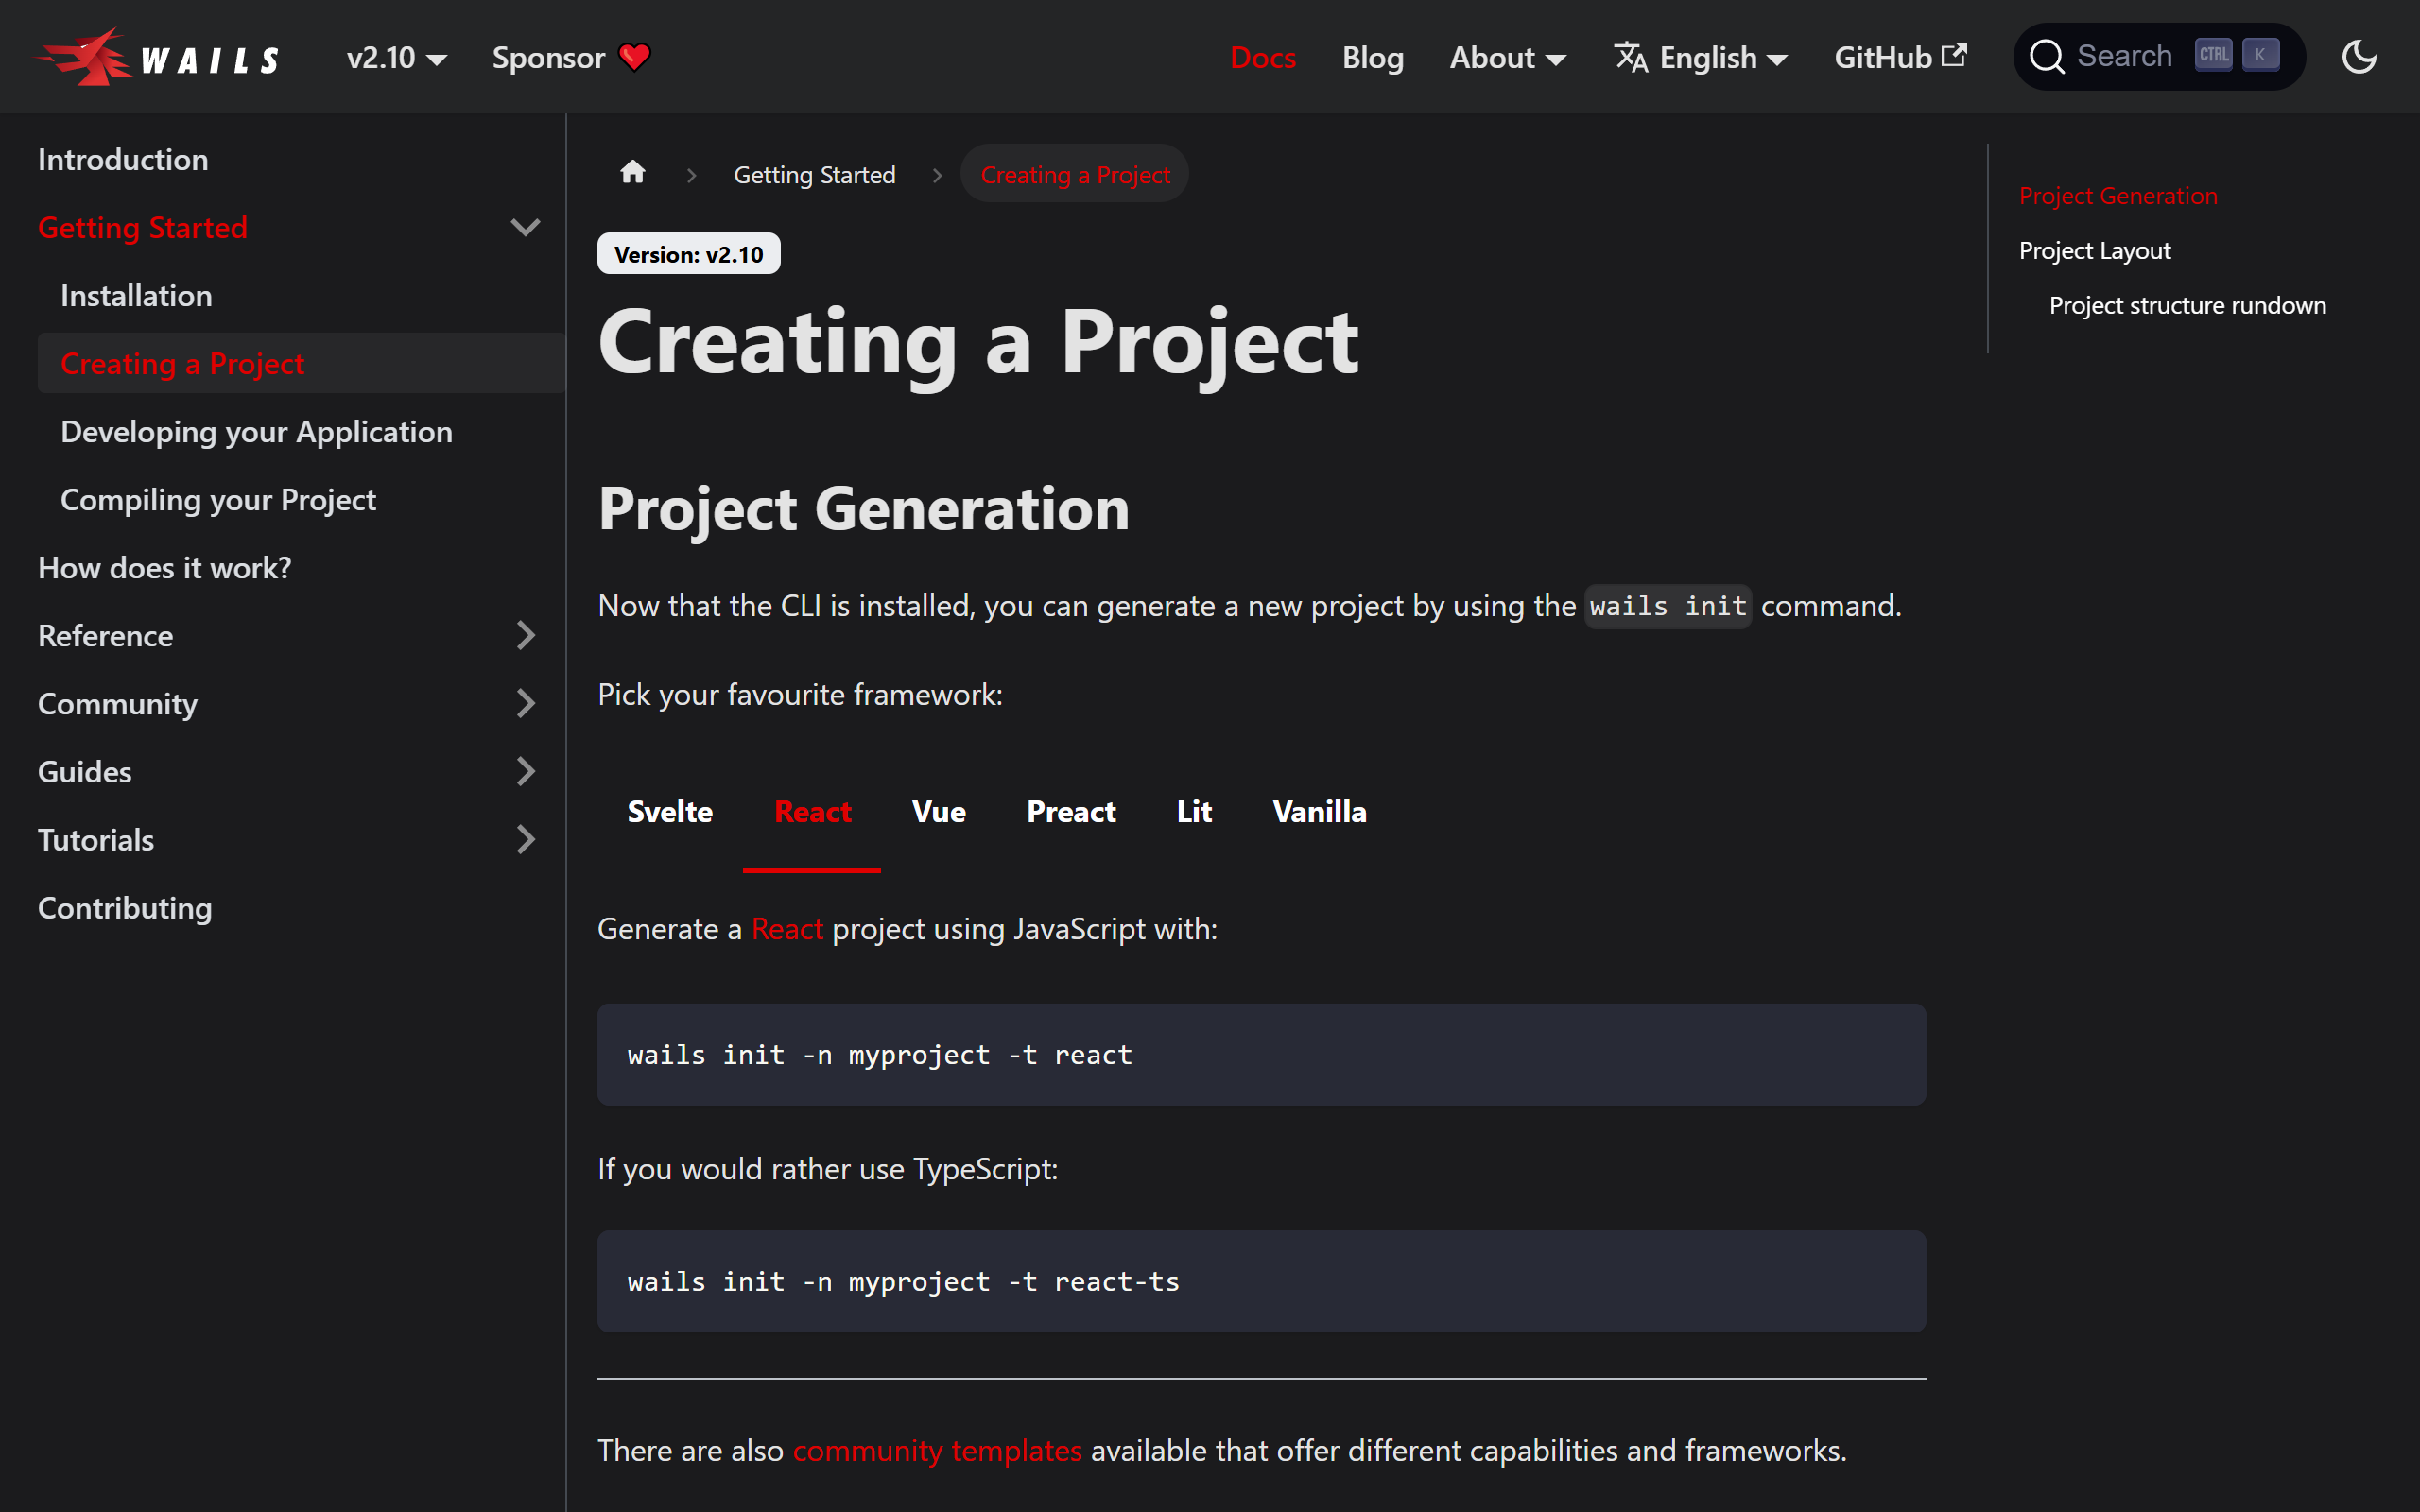 WAILS v2.10 Sponsor Docs Blog About English GitHub Search CTRL K
Introduction
Getting Started
Installation
Creating a Project
Developing your Application
Compiling your Project
How does it work?
Reference
Community
Guides
Tutorials
Contributing
Getting Started Creating a Project
Version: v2.10
Creating a Project
Project Generation
Now that the CLI is installed, you can generate a new project by using the wails init command.
Pick your favourite framework:
Svelte React Vue Preact Lit Vanilla
Generate a React project using JavaScript with:
wails init -n myproject -t react
If you would rather use TypeScript:
wails init -n myproject -t react-ts
There are also community templates available that offer different capabilities and frameworks.
Project Generation
Project Layout
Project structure rundown